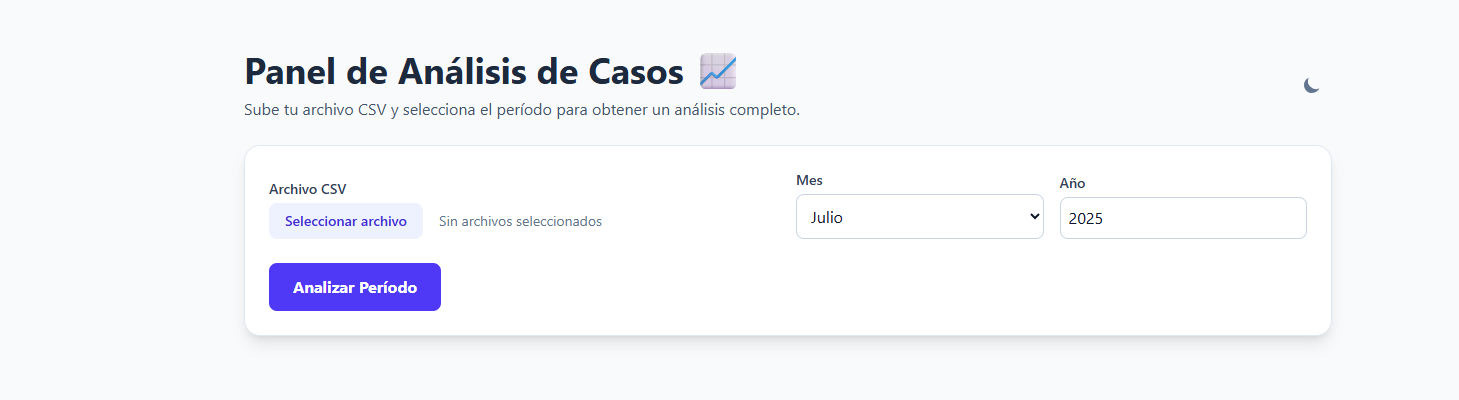 Panel de Análisis de Casos
Sube tu archivo CSV y selecciona el período para obtener un análisis completo.
Archivo CSV
Seleccionar archivo Sin archivos seleccionados
Mes
Julio
Año
2025
Analizar Período